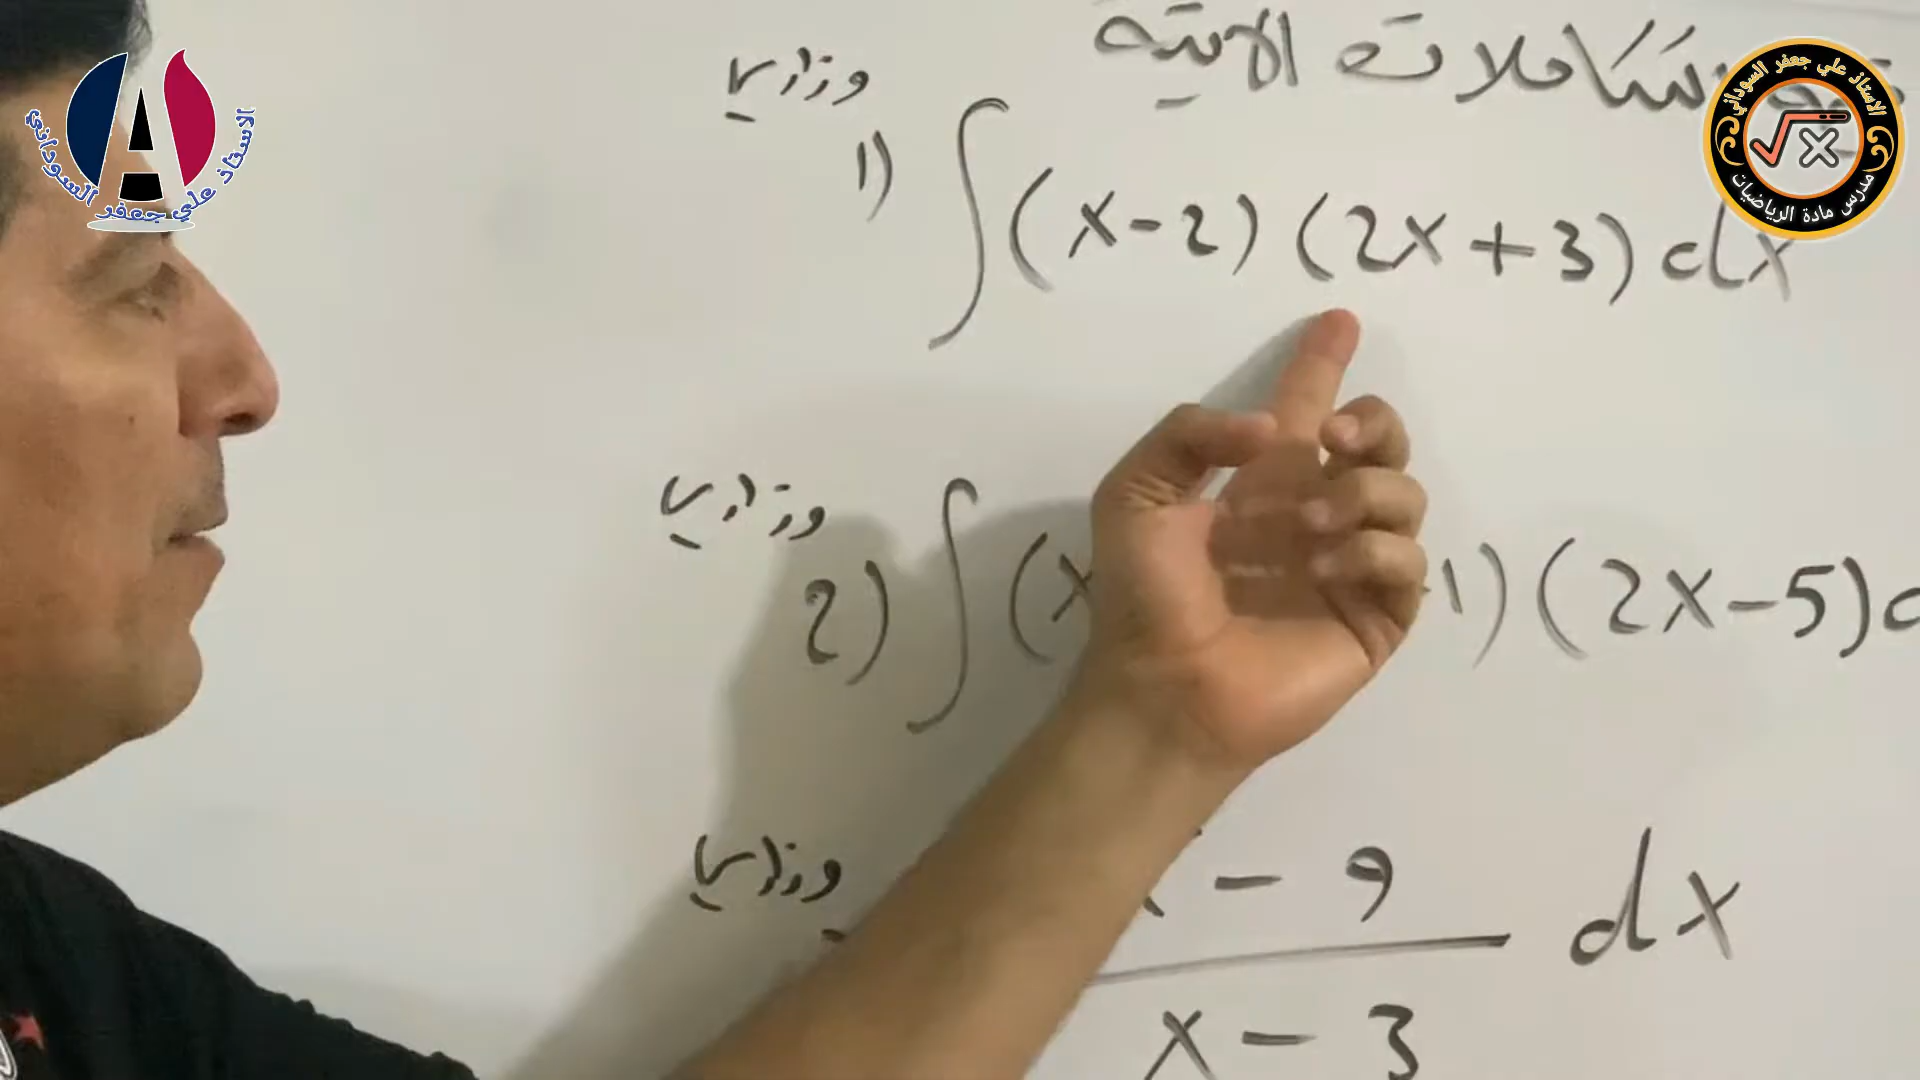 التكاملات الاتية
وزاري
1) ∫ (x-2) (2x+3) dx
وزاري
2) ∫ (x 1) (2x-5)
وزاري
- 9 dx
x - 3
الاستاذ علي جعفر السوداني
الاستاذ علي جعفر السوداني
مدرس مادة الرياضيات